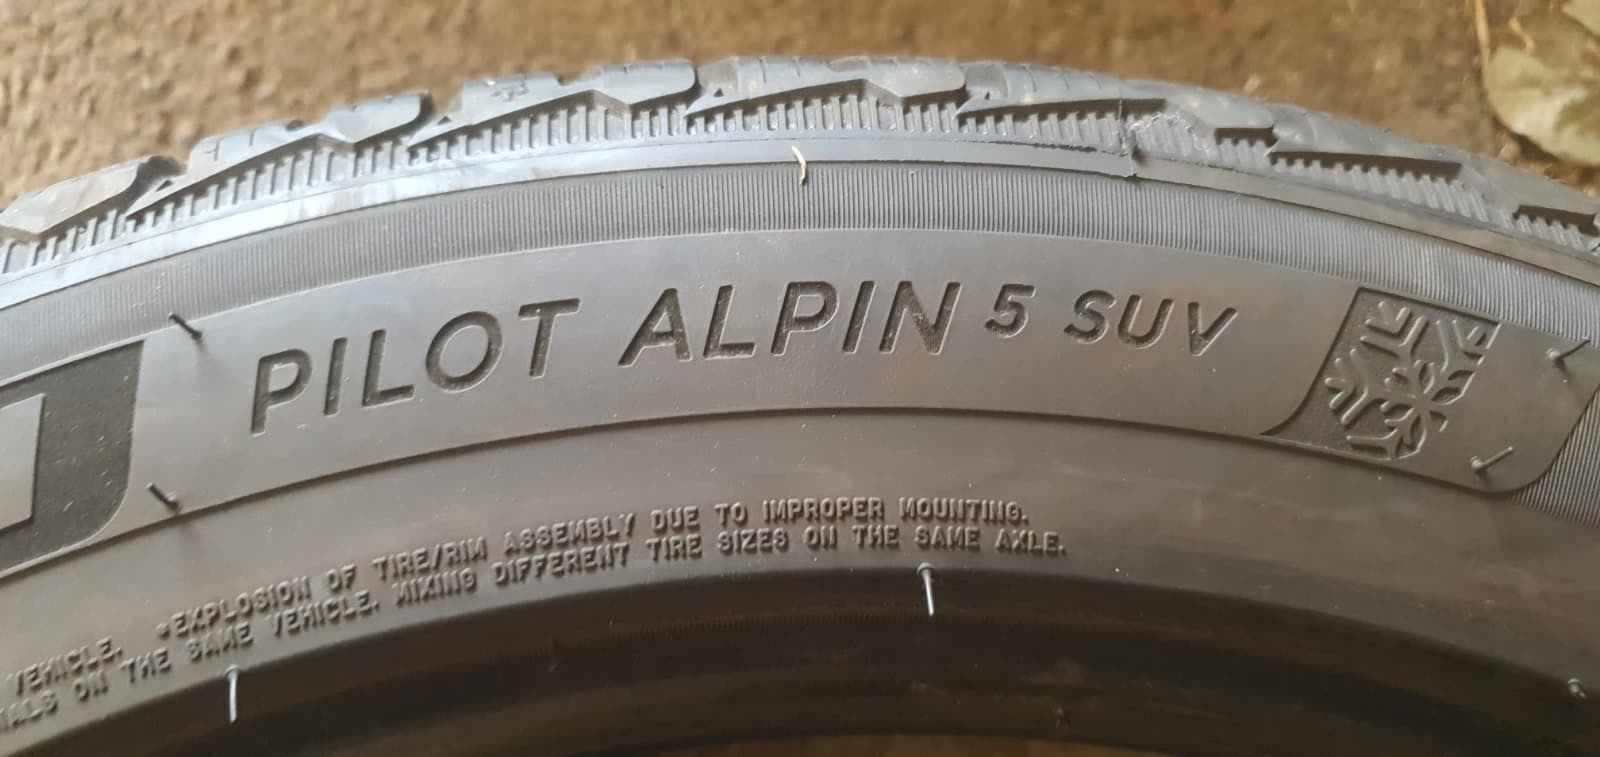 PILOT ALPIN 5 SUV
VEHICLE. *EXPLOSION OF TIRE/RIM ASSEMBLY DUE TO IMPROPER MOUNTING.
ON THE SAME VEHICLE. MIXING DIFFERENT TIRE SIZES ON THE SAME AXLE.